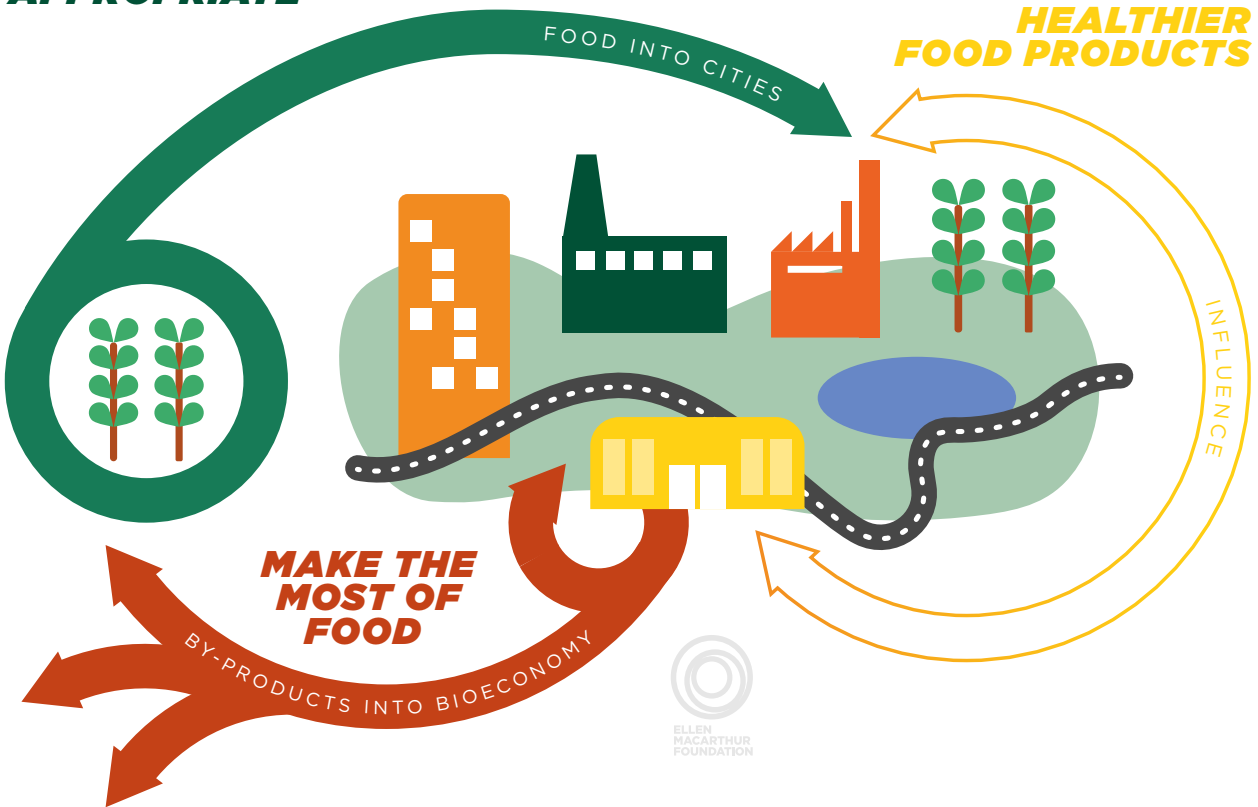 HEALTHIER
FOOD PRODUCTS
FOOD INTO CITIES
INFLUENCE
MAKE THE
MOST OF
FOOD
BY-PRODUCTS INTO BIOECONOMY
ELLEN
MACARTHUR
FOUNDATION